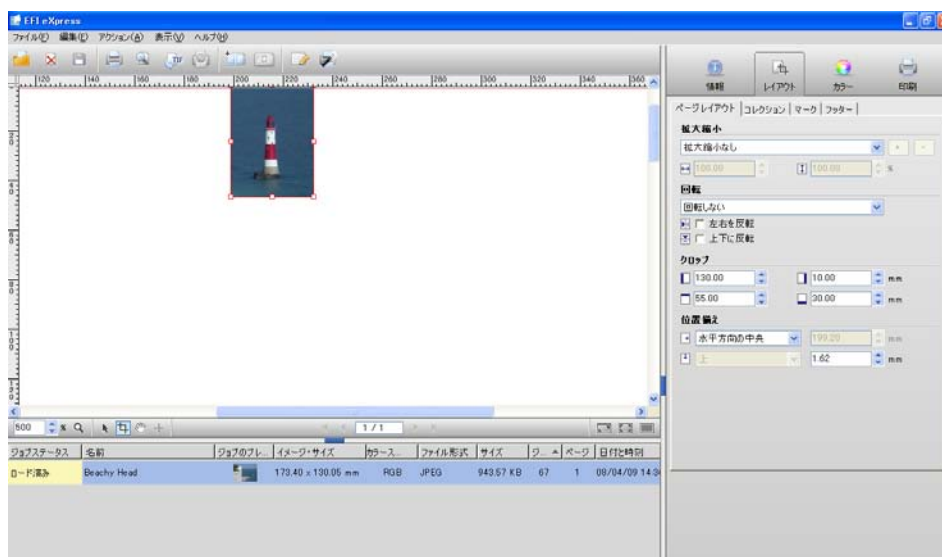 EFI eXpress
ファイル(F) 編集(E) アクション(A) 表示(V) ヘルプ(H)
120 140 160 180 200 220 240 260 280 300 320 340 360
情報 レイアウト カラー 印刷
ページレイアウト コレクション マーク フッター
拡大縮小
拡大縮小なし
100.00 100.00 %
回転
回転しない
左右を反転
上下に反転
クロップ
130.00 10.00 mm
55.00 30.00 mm
位置揃え
水平方向の中央 199.20 mm
上 1.62 mm
500 % 1 / 1
ジョブステータス 名前 ジョブのプレ... イメージ・サイズ カラース... ファイル形式 サイズ ジ... ページ 日付と時刻
ロード済み Beachy Head 173.40 x 130.05 mm RGB JPEG 943.57 KB 67 1 08/04/09